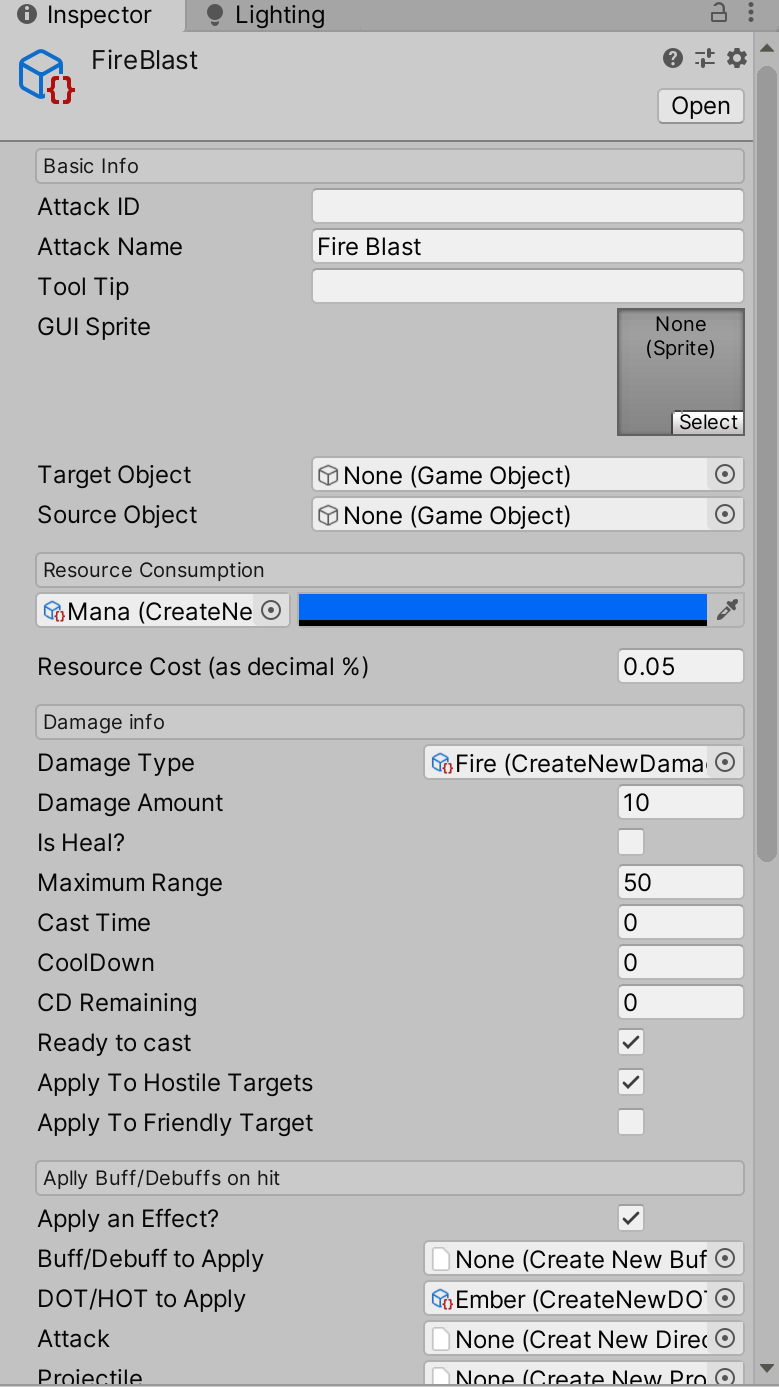 Inspector Lighting
FireBlast
Open
Basic Info
Attack ID
Attack Name Fire Blast
Tool Tip
GUI Sprite None
(Sprite)
Select
Target Object None (Game Object)
Source Object None (Game Object)
Resource Consumption
Mana (CreateNe
Resource Cost (as decimal %) 0.05
Damage info
Damage Type Fire (CreateNewDama
Damage Amount 10
Is Heal?
Maximum Range 50
Cast Time 0
CoolDown 0
CD Remaining 0
Ready to cast
Apply To Hostile Targets
Apply To Friendly Target
Aplly Buff/Debuffs on hit
Apply an Effect?
Buff/Debuff to Apply None (Create New Buf
DOT/HOT to Apply Ember (CreateNewDOT
Attack None (Creat New Direc
Projectile None (Create New Pro